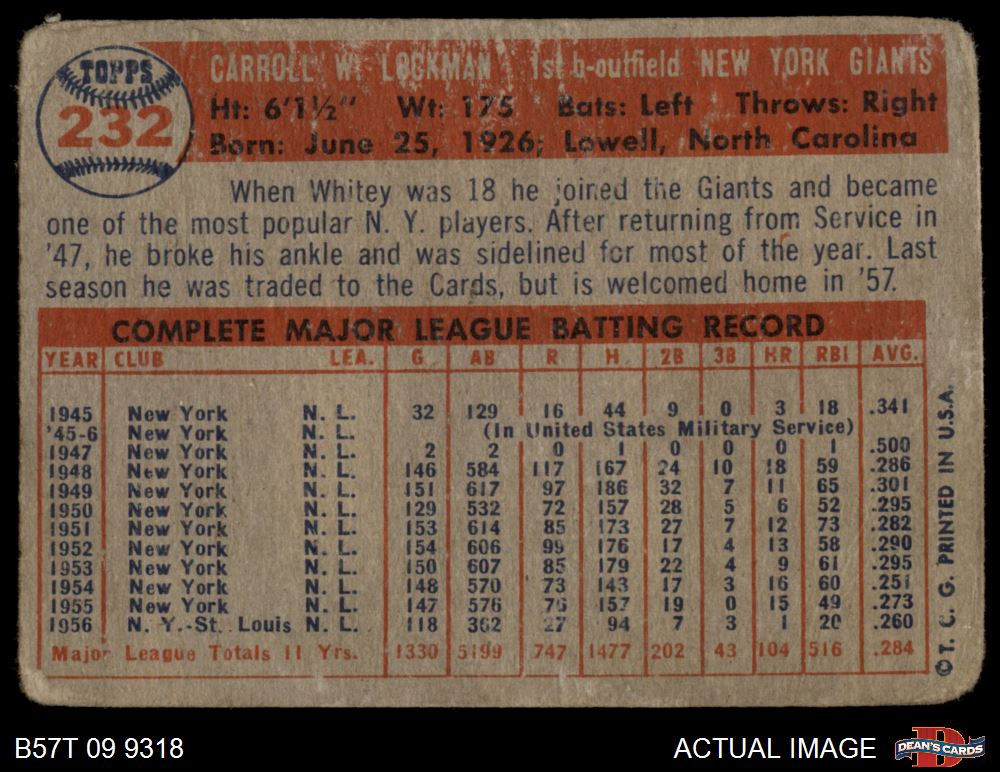 TOPPS
232
CARROLL W. LOCKMAN 1st b-outfield NEW YORK GIANTS
Ht: 6'1½" Wt: 175 Bats: Left Throws: Right
Born: June 25, 1926; Lowell, North Carolina
When Whitey was 18 he joined the Giants and became
one of the most popular N. Y. players. After returning from Service in
'47, he broke his ankle and was sidelined for most of the year. Last
season he was traded to the Cards, but is welcomed home in '57.
COMPLETE MAJOR LEAGUE BATTING RECORD
YEAR CLUB LEA. G AB R H 2B 3B HR RBI AVG.
1945 New York N. L. 32 129 16 44 9 0 3 18 .341
'45-6 New York N. L. (In United States Military Service)
1947 New York N. L. 2 2 0 1 0 0 0 1 .500
1948 New York N. L. 146 584 117 167 24 10 18 59 .286
1949 New York N. L. 151 617 97 186 32 7 11 65 .301
1950 New York N. L. 129 532 72 157 28 5 6 52 .295
1951 New York N. L. 153 614 85 173 27 7 12 73 .282
1952 New York N. L. 154 606 99 176 17 4 13 58 .290
1953 New York N. L. 150 607 85 179 22 4 9 61 .295
1954 New York N. L. 148 570 73 143 17 3 16 60 .251
1955 New York N. L. 147 576 76 157 19 0 15 49 .273
1956 N. Y.-St. Louis N. L. 118 362 27 94 7 3 1 20 .260
Major League Totals 11 Yrs. 1330 5199 747 1477 202 43 104 516 .284
© T. C. G. PRINTED IN U.S.A.
B57T 09 9318
ACTUAL IMAGE
DEAN'S CARDS